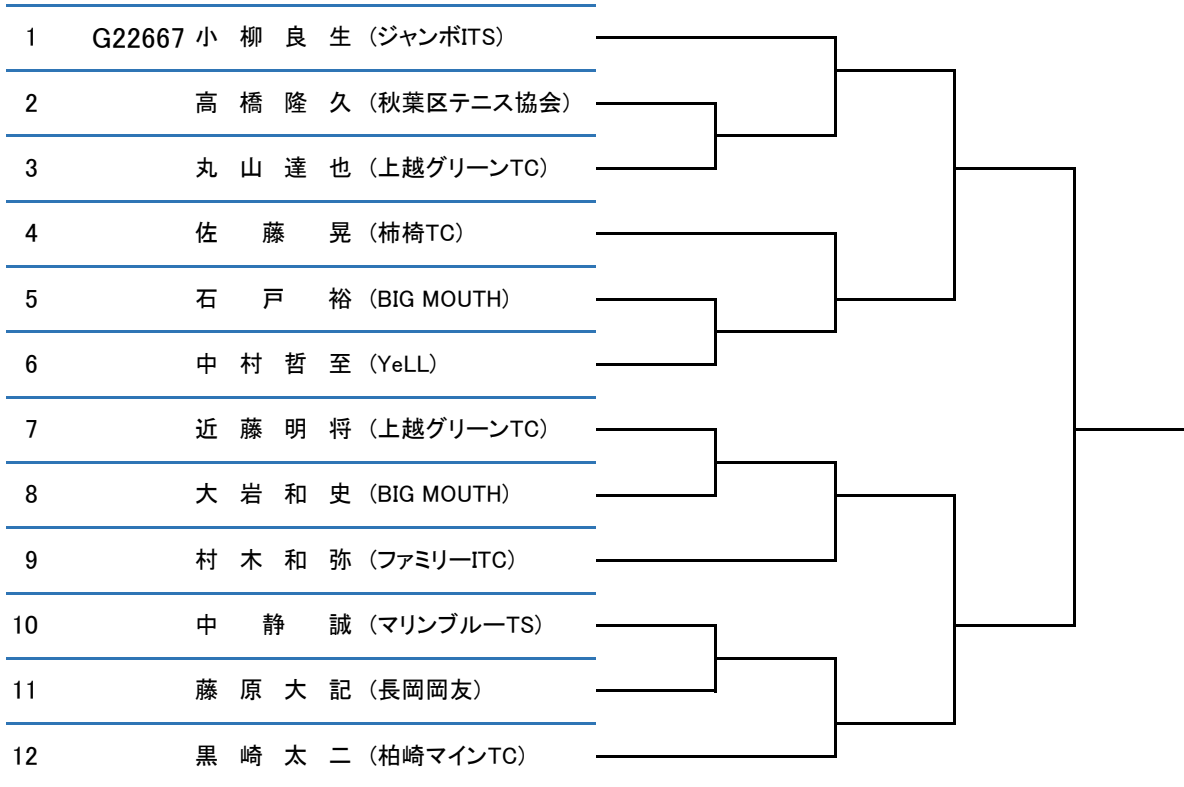 1 G22667 小 柳 良 生 (ジャンボITS)
2 高 橋 隆 久 (秋葉区テニス協会)
3 丸 山 達 也 (上越グリーンTC)
4 佐 藤 晃 (柿椅TC)
5 石 戸 裕 (BIG MOUTH)
6 中 村 哲 至 (YeLL)
7 近 藤 明 将 (上越グリーンTC)
8 大 岩 和 史 (BIG MOUTH)
9 村 木 和 弥 (ファミリーITC)
10 中 静 誠 (マリンブルーTS)
11 藤 原 大 記 (長岡岡友)
12 黒 崎 太 二 (柏崎マインTC)